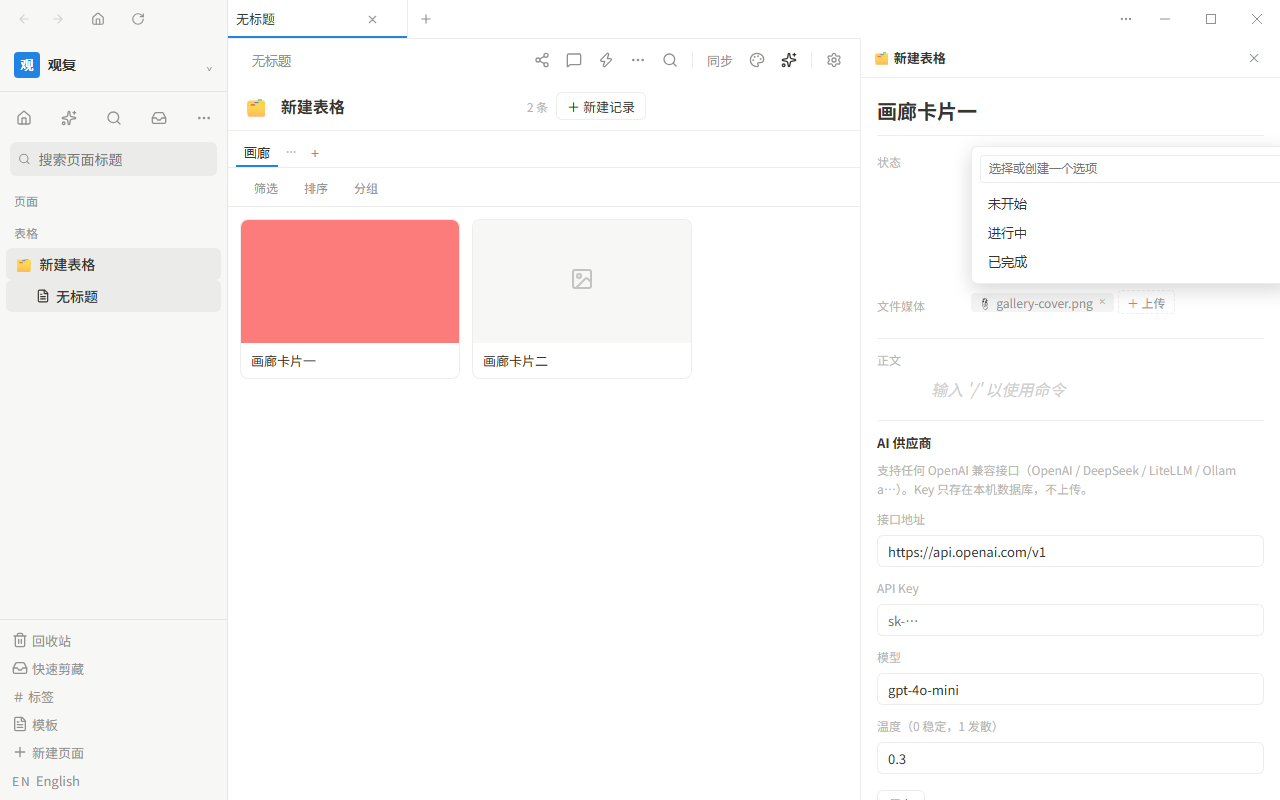 无标题
观 观复
搜索页面标题
页面
表格
新建表格
无标题
回收站
快速剪藏
# 标签
模板
新建页面
EN English
无标题
同步
新建表格
2 条
新建记录
画廊
筛选 排序 分组
画廊卡片一
画廊卡片二
新建表格
画廊卡片一
状态
选择或创建一个选项
未开始
进行中
已完成
文件媒体
gallery-cover.png
上传
正文
输入 '/' 以使用命令
AI 供应商
支持任何 OpenAI 兼容接口（OpenAI / DeepSeek / LiteLLM / Ollam
a…）。Key 只存在本机数据库，不上传。
接口地址
https://api.openai.com/v1
API Key
sk-…
模型
gpt-4o-mini
温度（0 稳定，1 发散）
0.3